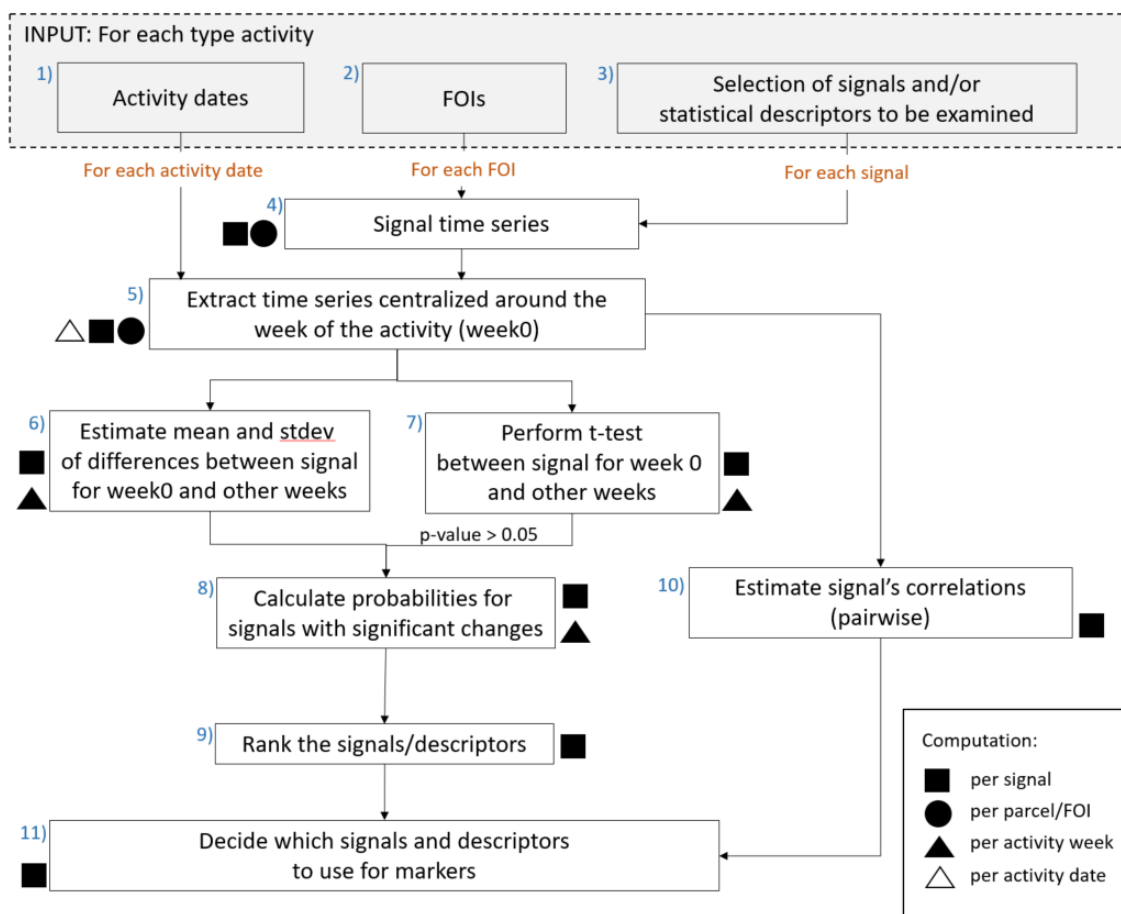 INPUT: For each type activity
1)
Activity dates
2)
FOIs
3)
Selection of signals and/or
statistical descriptors to be examined
For each activity date
For each FOI
For each signal
4)
Signal time series
5)
Extract time series centralized around the
week of the activity (week0)
6)
Estimate mean and stdev
of differences between signal
for week0 and other weeks
7)
Perform t-test
between signal for week 0
and other weeks
p-value > 0.05
8)
Calculate probabilities for
signals with significant changes
10)
Estimate signal's correlations
(pairwise)
9)
Rank the signals/descriptors
11)
Decide which signals and descriptors
to use for markers
Computation:
per signal
per parcel/FOI
per activity week
per activity date